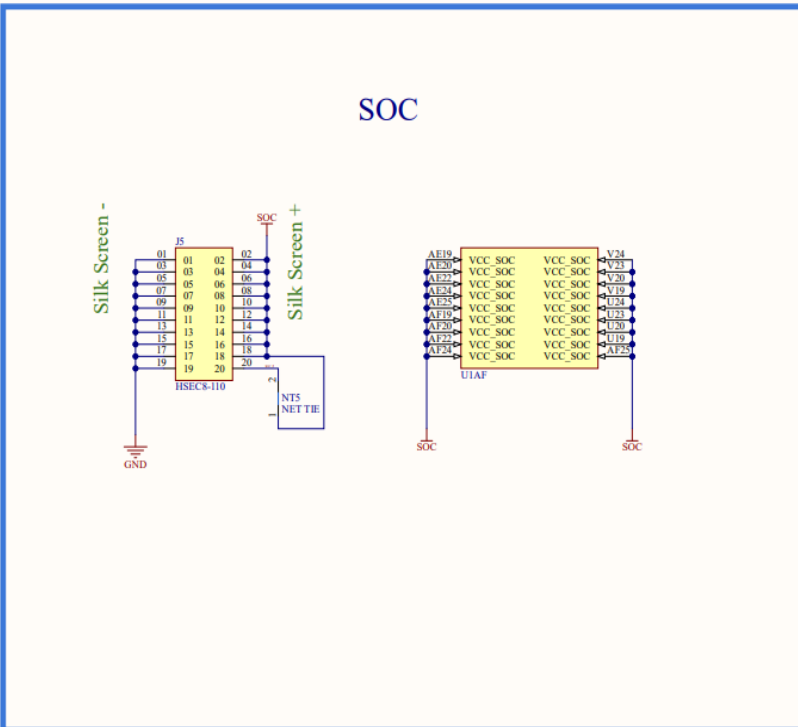 SOC
Silk Screen -
Silk Screen +
SOC
J5
01 01 02 02
03 03 04 04
05 05 06 06
07 07 08 08
09 09 10 10
11 11 12 12
13 13 14 14
15 15 16 16
17 17 18 18
19 19 20 20
HSEC8-110
2
NT5
NET TIE
1
GND
AE19 VCC_SOC VCC_SOC V24
AE20 VCC_SOC VCC_SOC V23
AE22 VCC_SOC VCC_SOC V20
AE24 VCC_SOC VCC_SOC V19
AE25 VCC_SOC VCC_SOC U24
AF19 VCC_SOC VCC_SOC U23
AF20 VCC_SOC VCC_SOC U20
AF22 VCC_SOC VCC_SOC U19
AF24 VCC_SOC VCC_SOC AF25
U1AF
SOC
SOC